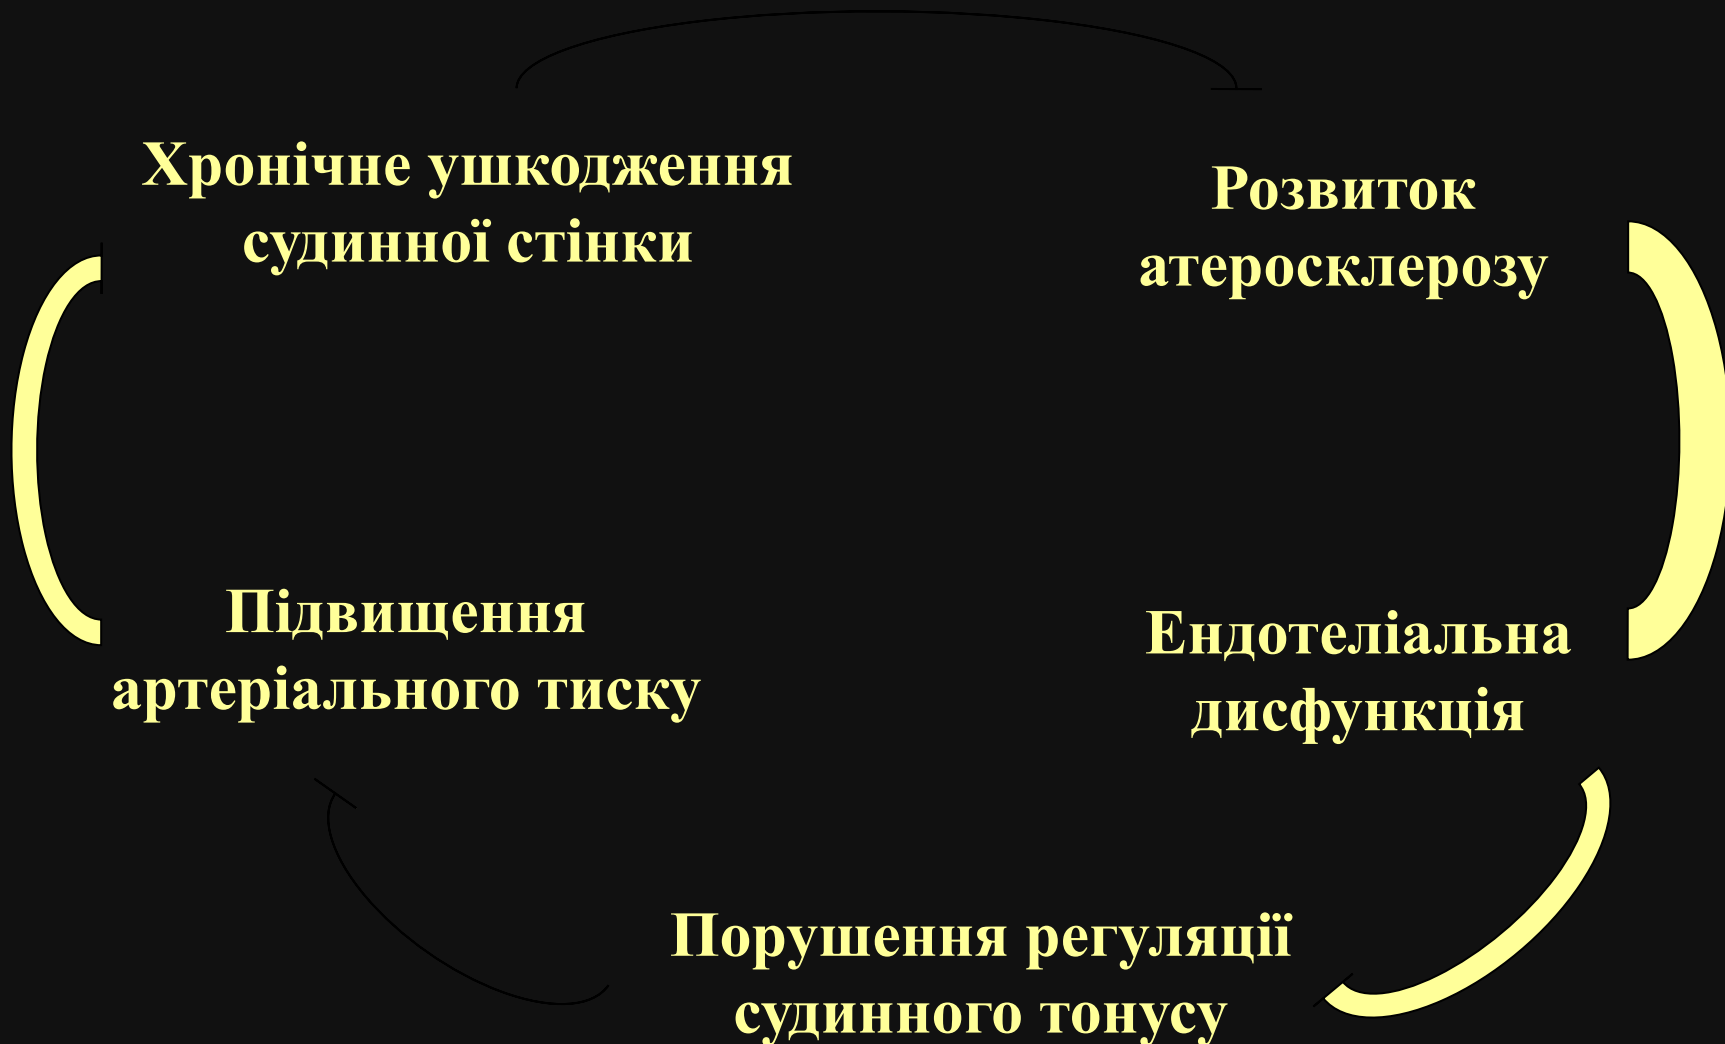 Хронічне ушкодження
судинної стінки
Розвиток
атеросклерозу
Підвищення
артеріального тиску
Ендотеліальна
дисфункція
Порушення регуляції
судинного тонусу